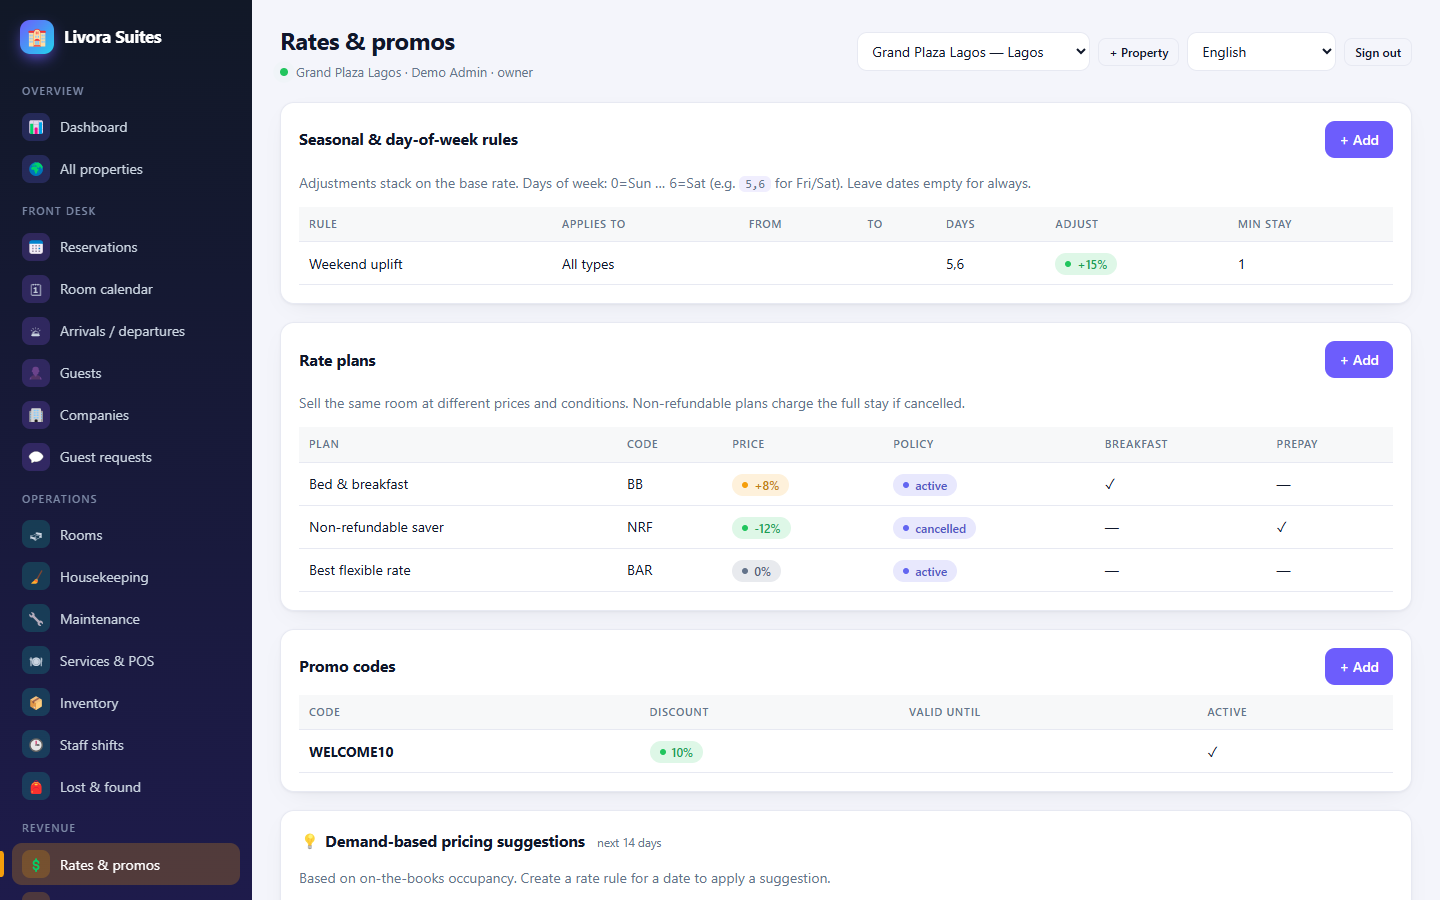 Livora Suites
OVERVIEW
Dashboard
All properties
FRONT DESK
Reservations
Room calendar
Arrivals / departures
Guests
Companies
Guest requests
OPERATIONS
Rooms
Housekeeping
Maintenance
Services & POS
Inventory
Staff shifts
Lost & found
REVENUE
$ Rates & promos
Rates & promos
Grand Plaza Lagos · Demo Admin · owner
Grand Plaza Lagos — Lagos
+ Property
English
Sign out
Seasonal & day-of-week rules
+ Add
Adjustments stack on the base rate. Days of week: 0=Sun … 6=Sat (e.g. 5,6 for Fri/Sat). Leave dates empty for always.
RULE APPLIES TO FROM TO DAYS ADJUST MIN STAY
Weekend uplift All types 5,6 +15% 1
Rate plans
+ Add
Sell the same room at different prices and conditions. Non-refundable plans charge the full stay if cancelled.
PLAN CODE PRICE POLICY BREAKFAST PREPAY
Bed & breakfast BB +8% active ✓ —
Non-refundable saver NRF -12% cancelled — ✓
Best flexible rate BAR 0% active — —
Promo codes
+ Add
CODE DISCOUNT VALID UNTIL ACTIVE
WELCOME10 10% ✓
Demand-based pricing suggestions next 14 days
Based on on-the-books occupancy. Create a rate rule for a date to apply a suggestion.